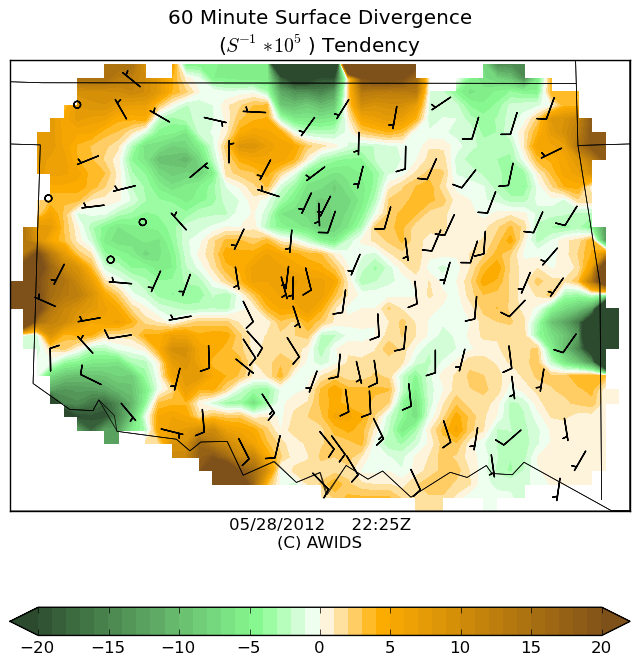 60 Minute Surface Divergence
(S⁻¹ * 10⁵ ) Tendency
05/28/2012 22:25Z
(C) AWIDS
−20 −15 −10 −5 0 5 10 15 20